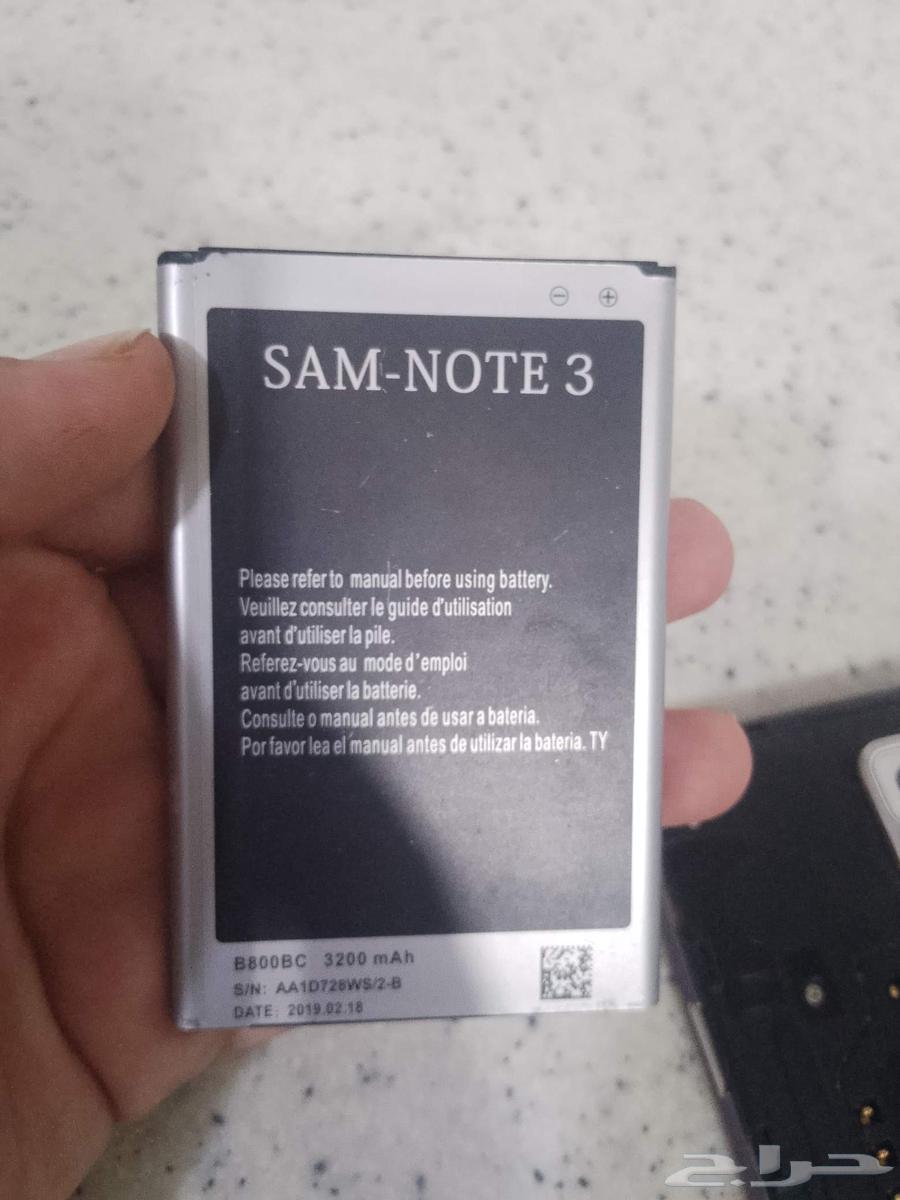 SAM-NOTE 3
Please refer to manual before using battery.
Veuillez consulter le guide d'utilisation
avant d'utiliser la pile.
Referez-vous au mode d'emploi
avant d'utiliser la batterie.
Consulte o manual antes de usar a bateria.
Por favor lea el manual antes de utilizar la bateria. TY
B800BC 3200 mAh
S/N: AA1D728WS/2-B
DATE: 2019.02.18
حراج